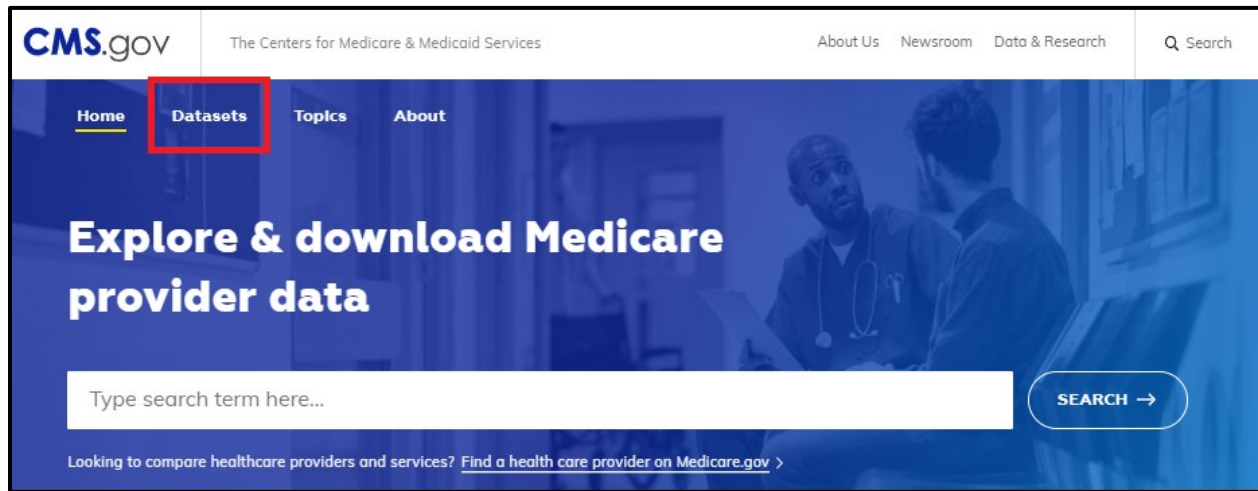 CMS.gov
The Centers for Medicare & Medicaid Services
About Us Newsroom Data & Research
Search
Home Datasets Topics About
Explore & download Medicare
provider data
Type search term here...
SEARCH →
Looking to compare healthcare providers and services? Find a health care provider on Medicare.gov >